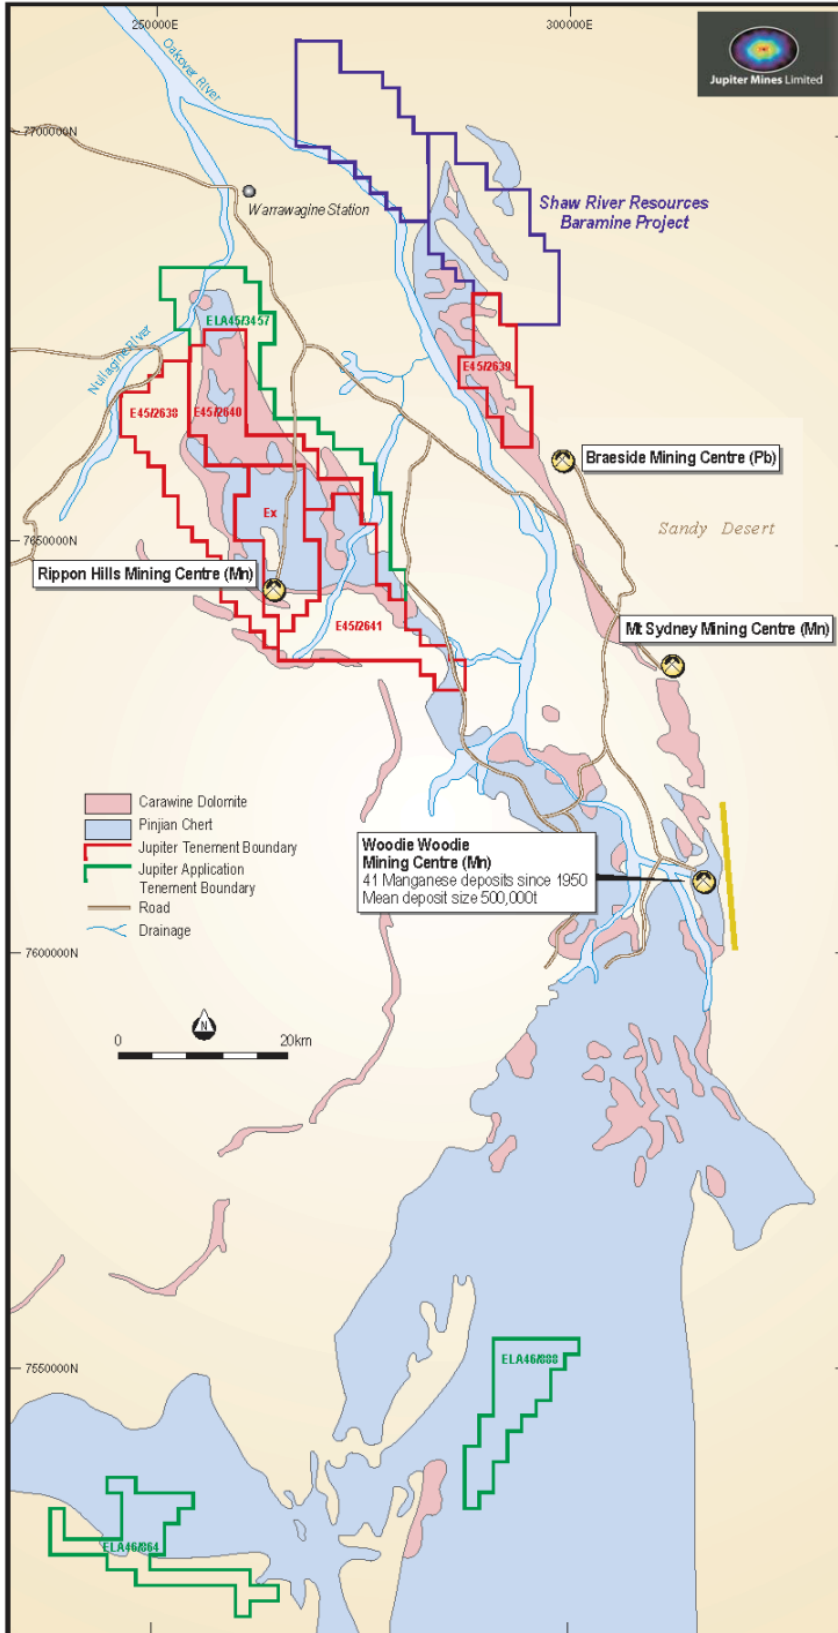 250000E
300000E
Jupiter Mines Limited
Oakover River
7700000N
Warrawagine Station
Shaw River Resources
Baramine Project
ELA45/3457
Nullagine River
E45/2639
E45/2638
E45/2640
Braeside Mining Centre (Pb)
Ex
Sandy Desert
7650000N
Rippon Hills Mining Centre (Mn)
E45/2641
Mt Sydney Mining Centre (Mn)
Carawine Dolomite
Pinjian Chert
Jupiter Tenement Boundary
Jupiter Application
Tenement Boundary
Road
Drainage
Woodie Woodie
Mining Centre (Mn)
41 Manganese deposits since 1950
Mean deposit size 500,000t
7600000N
N
0
20km
ELA46/888
7550000N
ELA46/864